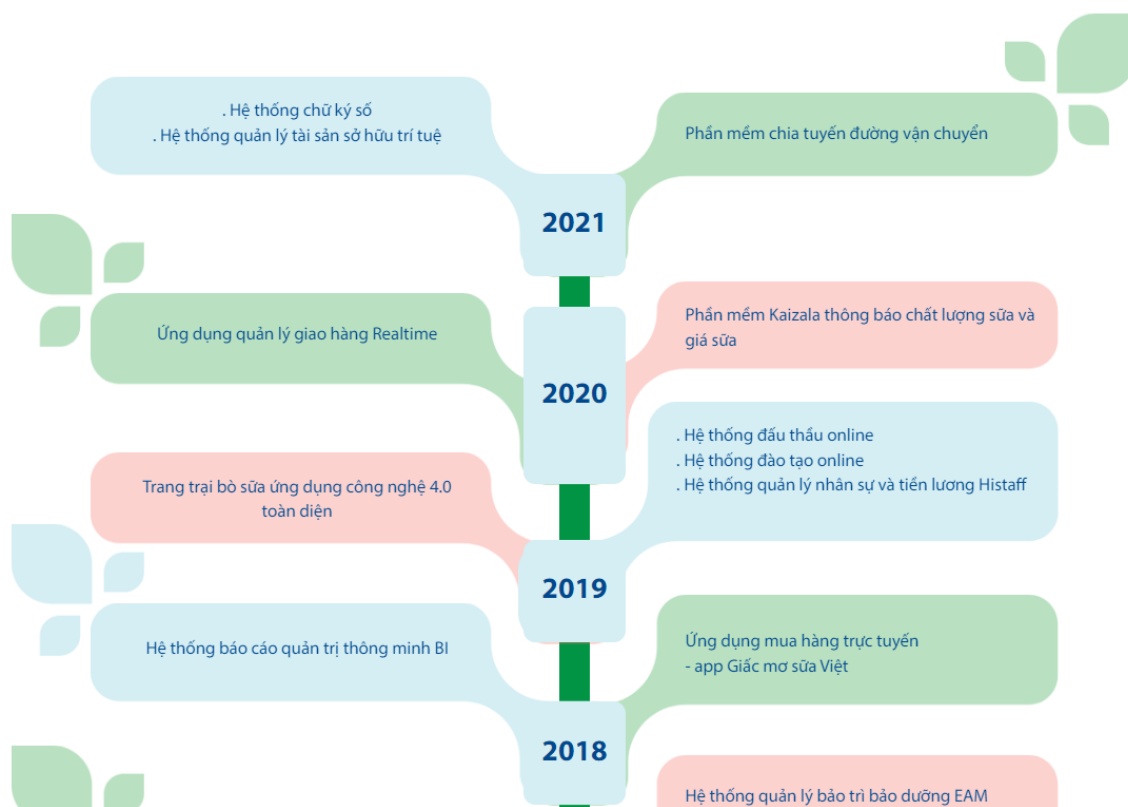 . Hệ thống chữ ký số
. Hệ thống quản lý tài sản sở hữu trí tuệ
Phần mềm chia tuyến đường vận chuyển
2021
Ứng dụng quản lý giao hàng Realtime
Phần mềm Kaizala thông báo chất lượng sữa và
giá sữa
2020
. Hệ thống đấu thầu online
. Hệ thống đào tạo online
. Hệ thống quản lý nhân sự và tiền lương Histaff
Trang trại bò sữa ứng dụng công nghệ 4.0
toàn diện
2019
Hệ thống báo cáo quản trị thông minh BI
Ứng dụng mua hàng trực tuyến
- app Giấc mơ sữa Việt
2018
Hệ thống quản lý bảo trì bảo dưỡng EAM